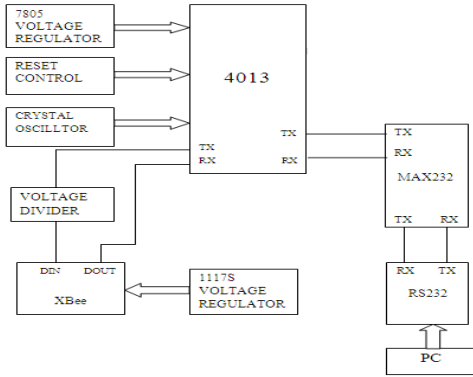 7805
VOLTAGE
REGULATOR
RESET
CONTROL
CRYSTAL
OSCILLTOR
4013
TX
RX
TX
RX
TX
RX
MAX232
TX RX
VOLTAGE
DIVIDER
DIN DOUT
XBee
1117S
VOLTAGE
REGULATOR
RX TX
RS232
PC